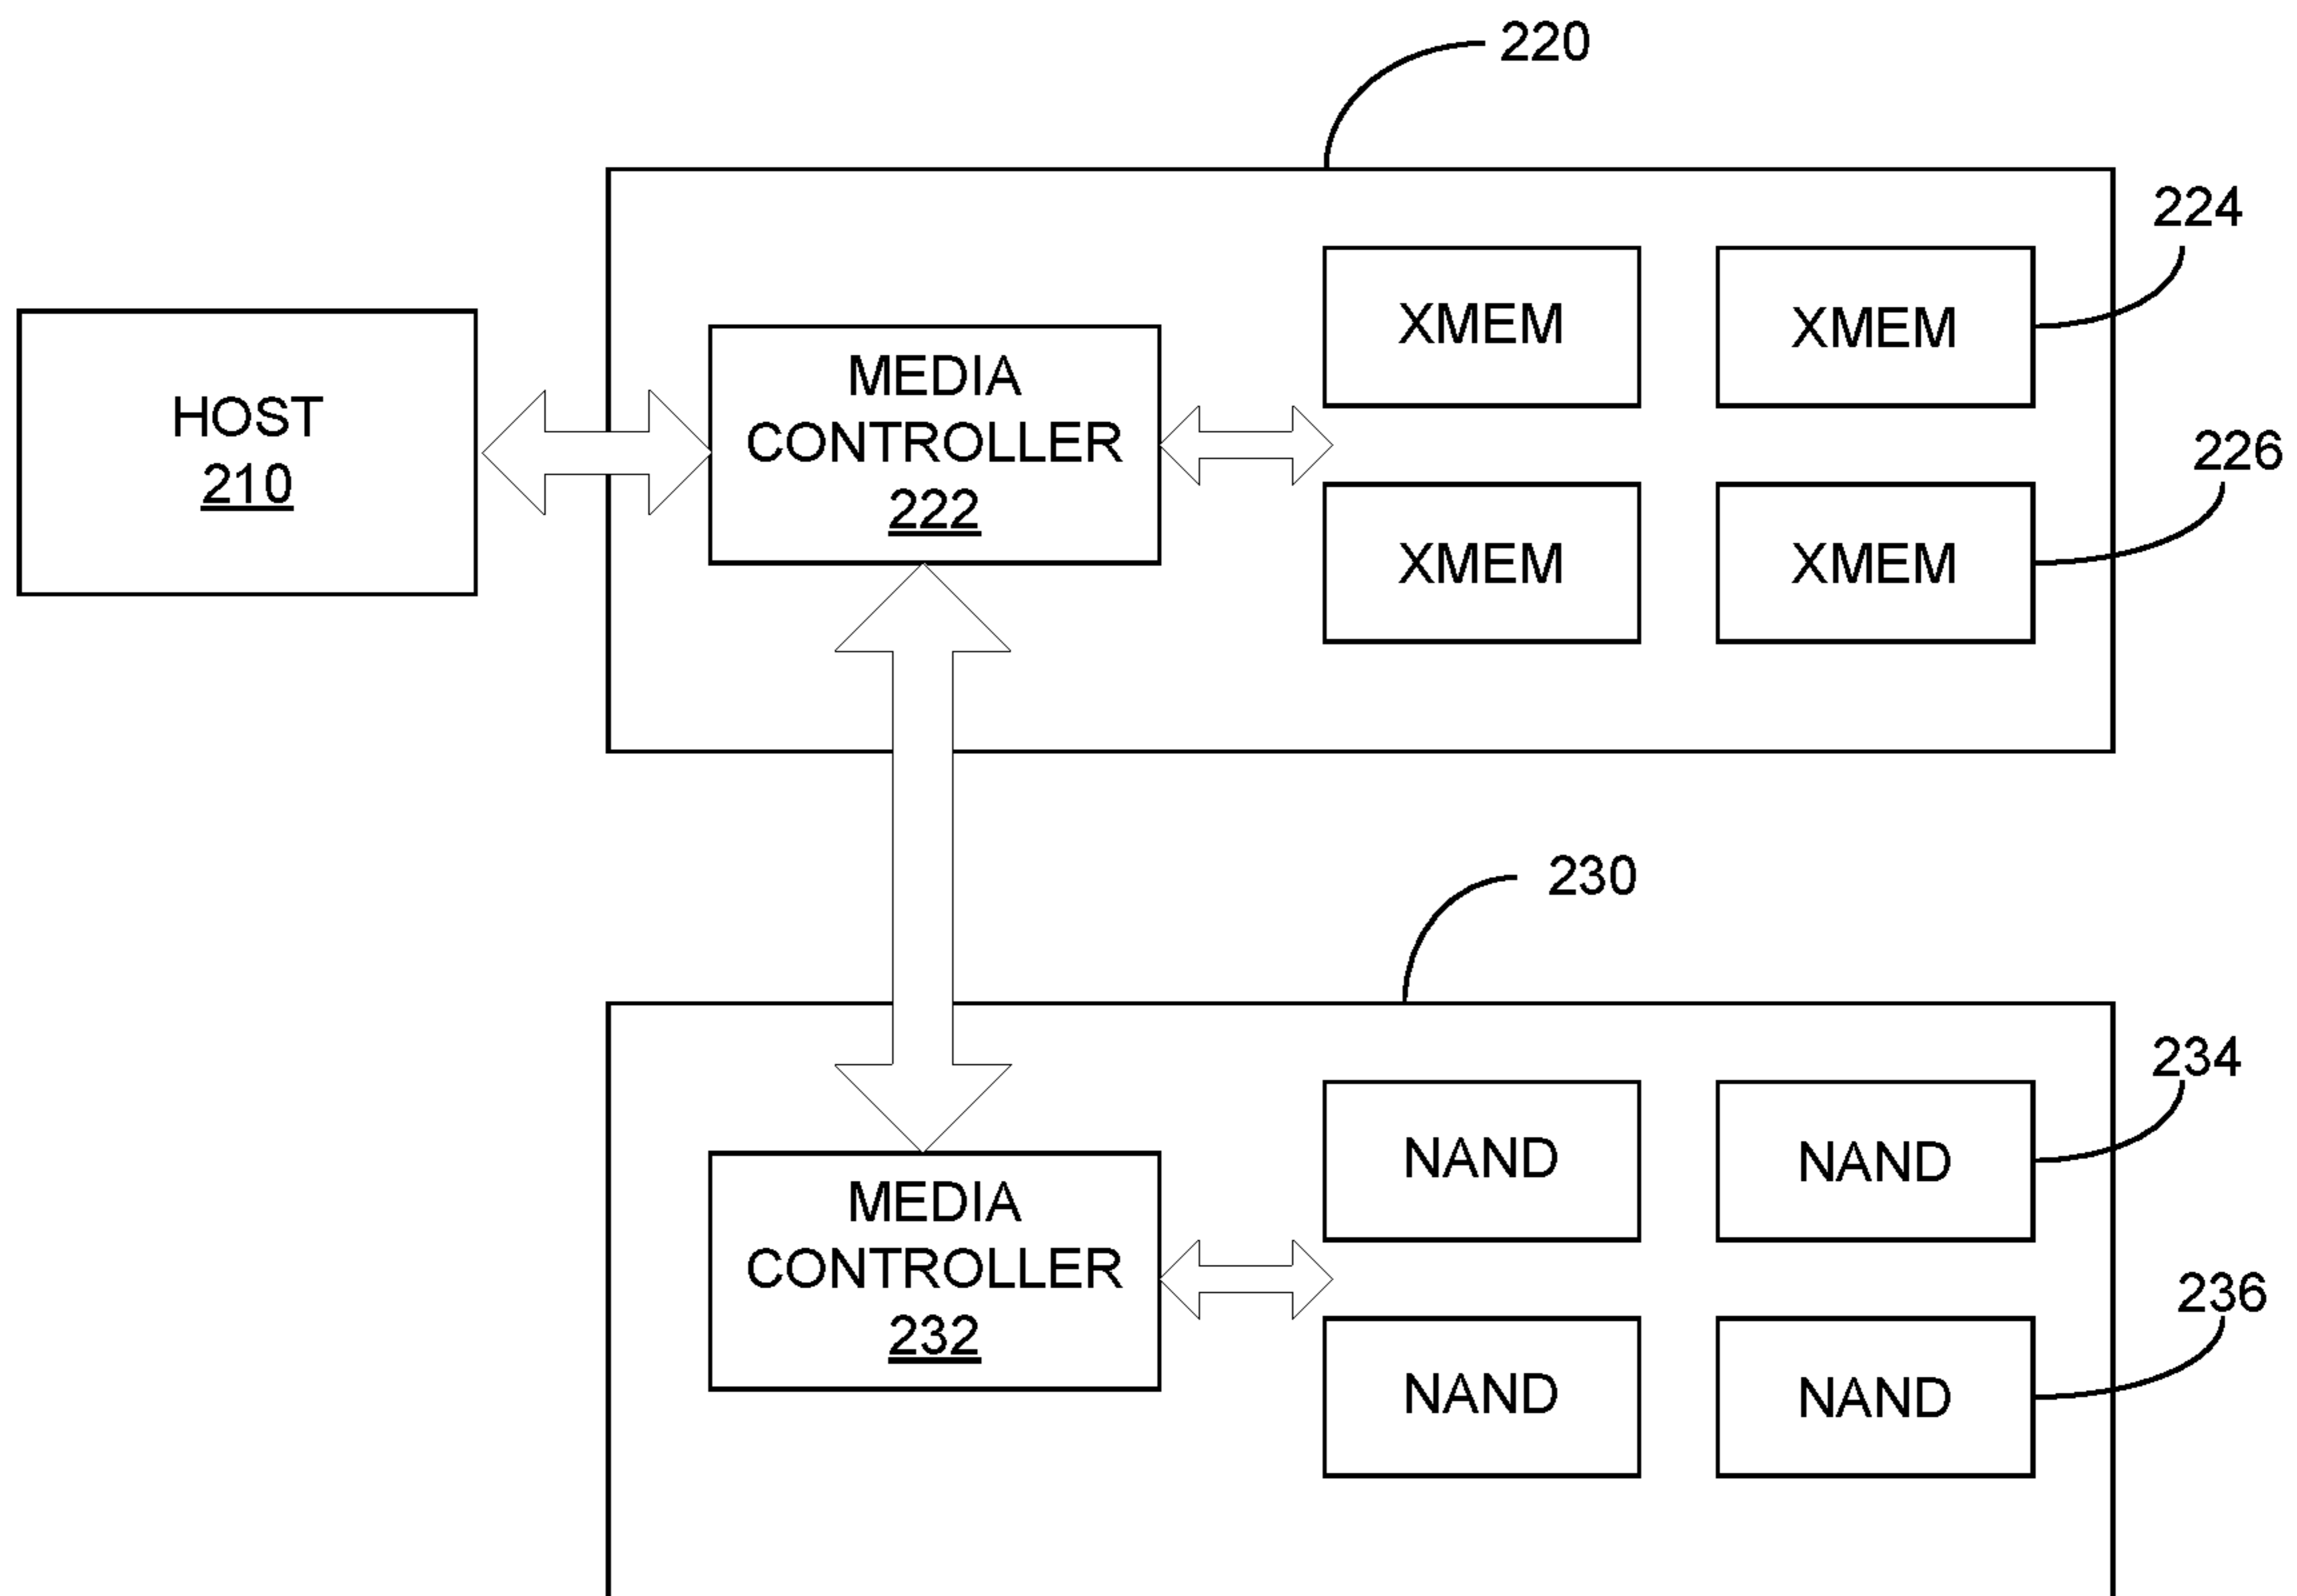 220
224
XMEM
XMEM
HOST
210
MEDIA
CONTROLLER
222
226
XMEM
XMEM
230
234
NAND
NAND
MEDIA
CONTROLLER
232
236
NAND
NAND